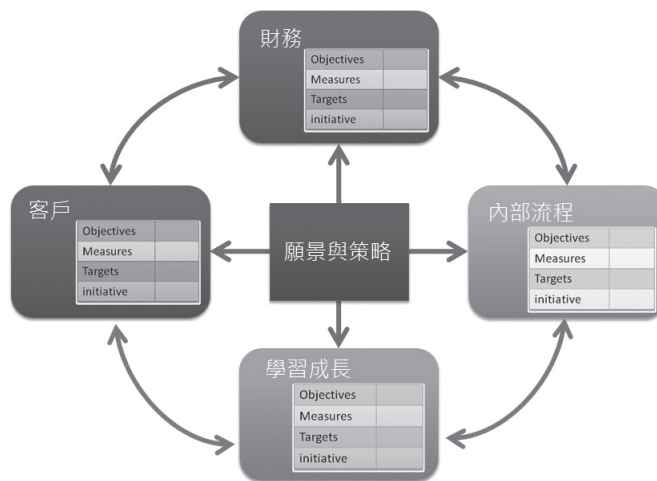 財務
Objectives
Measures
Targets
initiative
客戶
Objectives
Measures
Targets
initiative
願景與策略
內部流程
Objectives
Measures
Targets
initiative
學習成長
Objectives
Measures
Targets
initiative